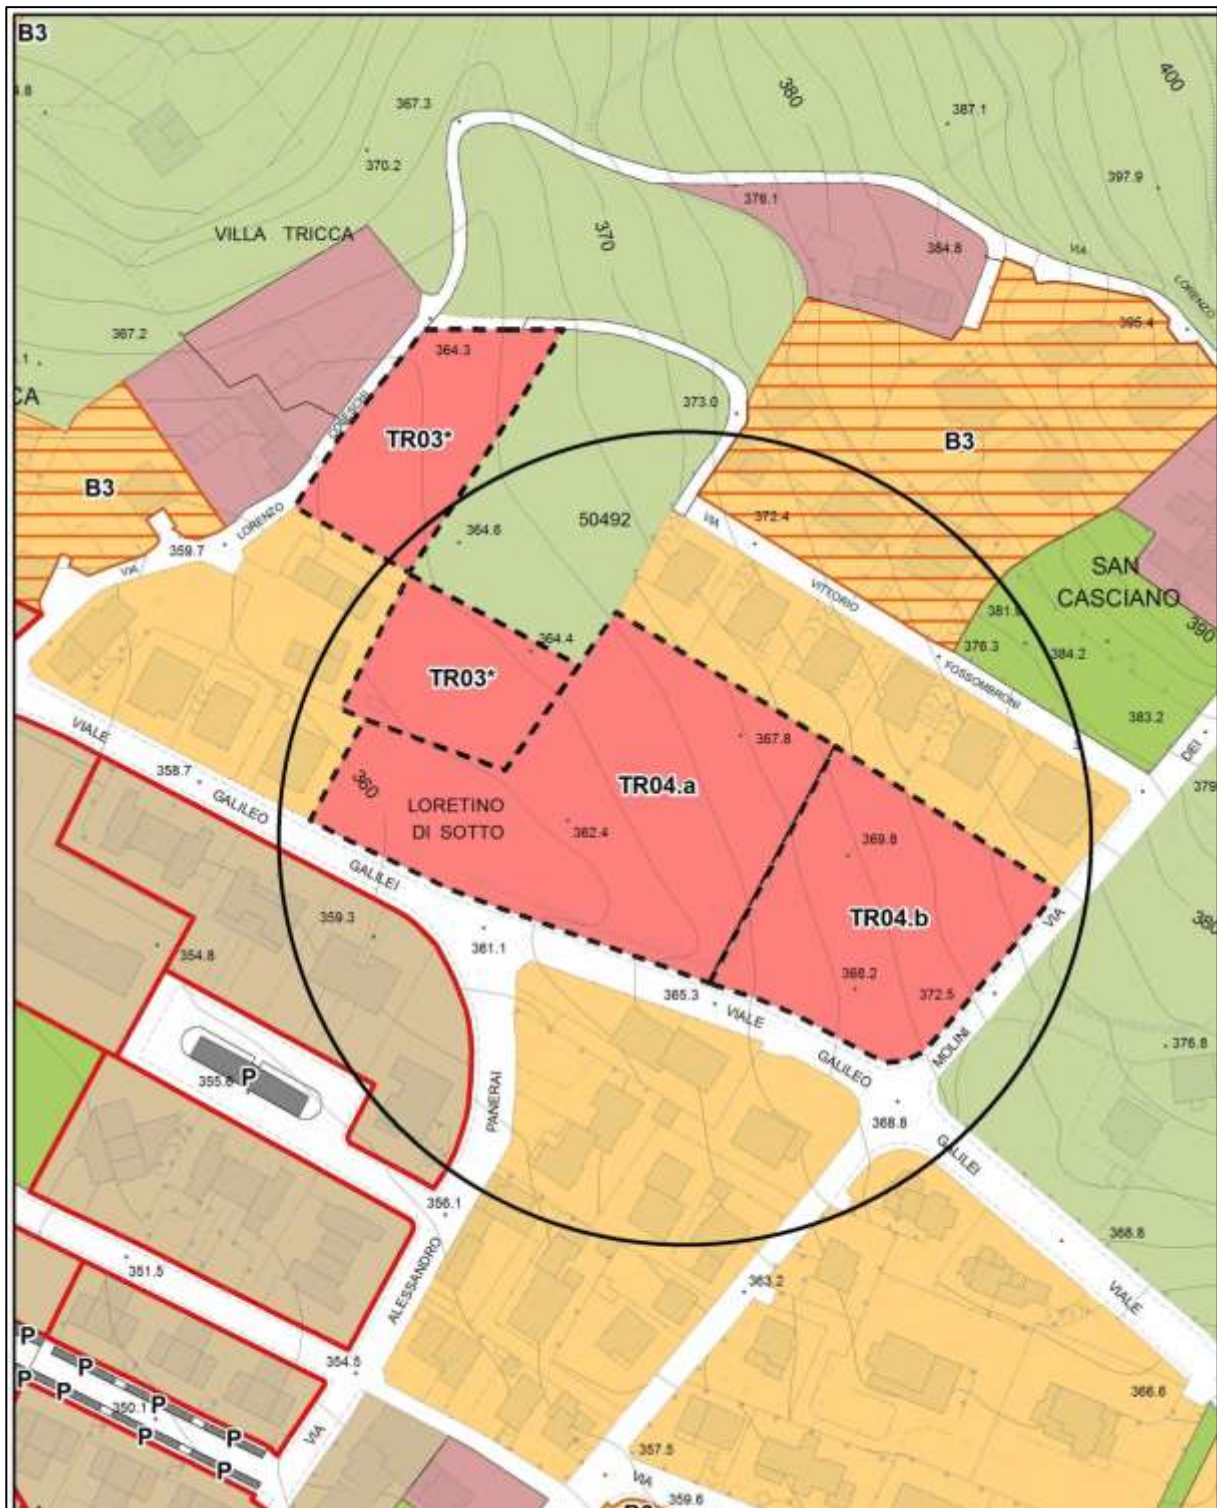 B3
400
380
367.3
387.1
370.2
397.9
376.1
VILLA TRICCA
370
384.8
VIA
LORENZO
367.2
395.4
364.3
373.0
TR03*
B3
B3
50492
372.4
364.6
VIA
LORENZO
359.7
VIA
SAN
CASCIANO
VITTORIO
381.
376.3
384.2
390
364.4
FOSSOMBRONI
TR03*
383.2
VIALE
367.8
DEI
358.7
360
TR04.a
379
GALILEO
LORETINO
DI SOTTO
362.4
369.8
GALILEI
359.3
TR04.b
VIA
380
361.1
354.8
368.2
372.5
365.3
VIALE
MOLINI
376.8
GALILEO
355.6
P
PANERAI
368.8
GALILEI
356.1
368.8
351.5
ALESSANDRO
363.2
VIALE
P
354.5
P
P
P
366.6
350.1
P
P
P
P
VIA
357.5
VIA
359.6